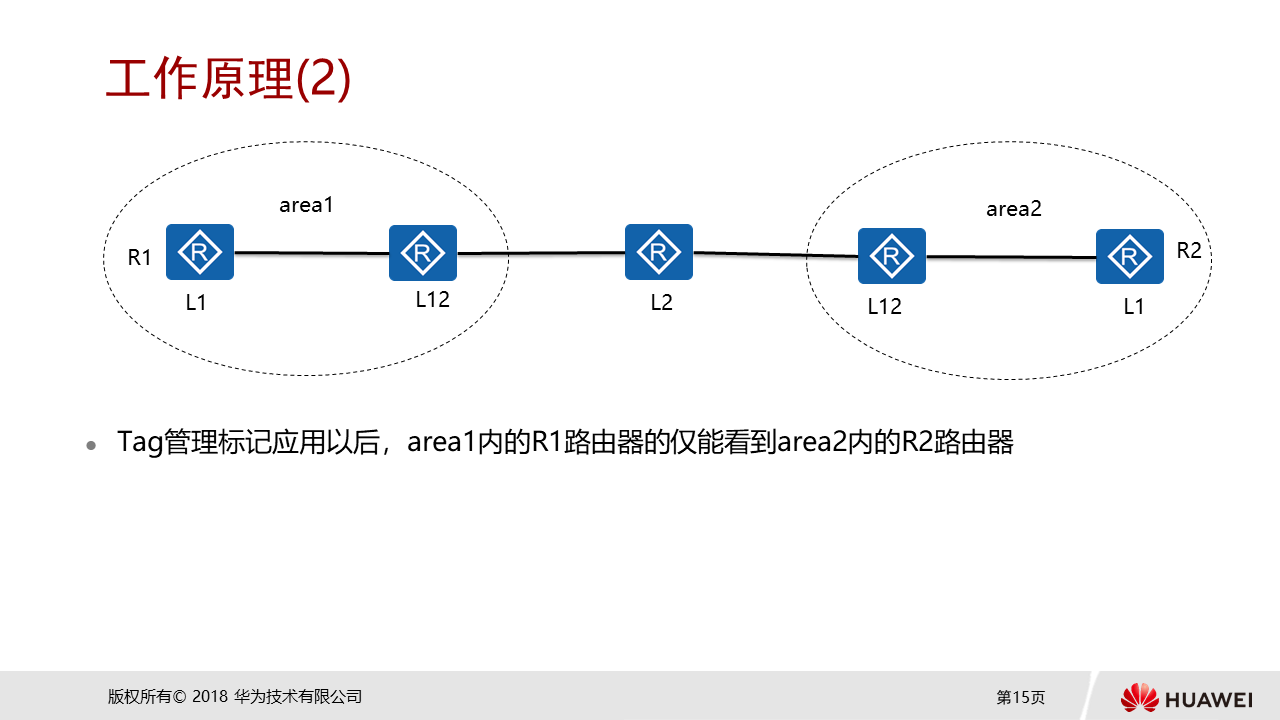 工作原理(2)
area1
area2
R1
R
R
R
R
R
R2
L1
L12
L2
L12
L1
Tag管理标记应用以后，area1内的R1路由器的仅能看到area2内的R2路由器
版权所有© 2018 华为技术有限公司
第15页
HUAWEI